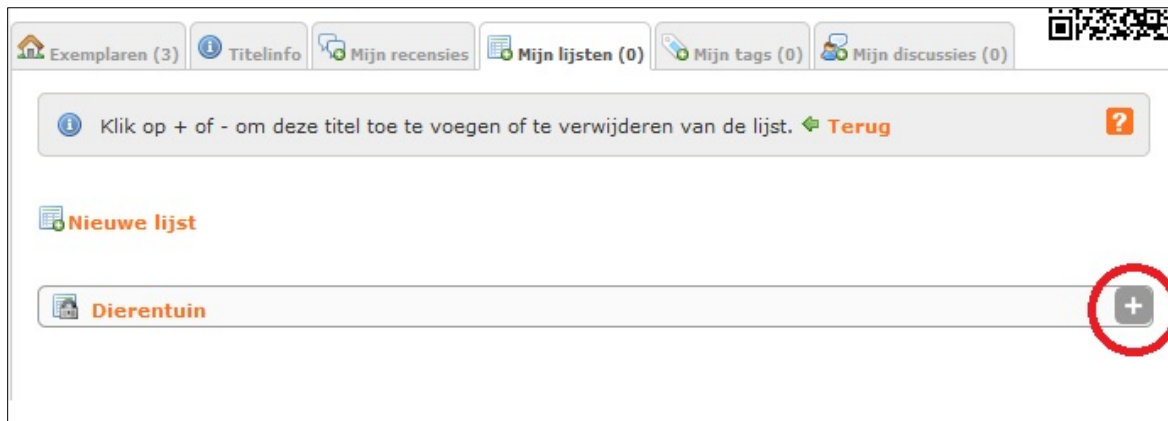 Exemplaren (3) Titelinfo Mijn recensies Mijn lijsten (0) Mijn tags (0) Mijn discussies (0)
Klik op + of - om deze titel toe te voegen of te verwijderen van de lijst. Terug ?
Nieuwe lijst
Dierentuin +